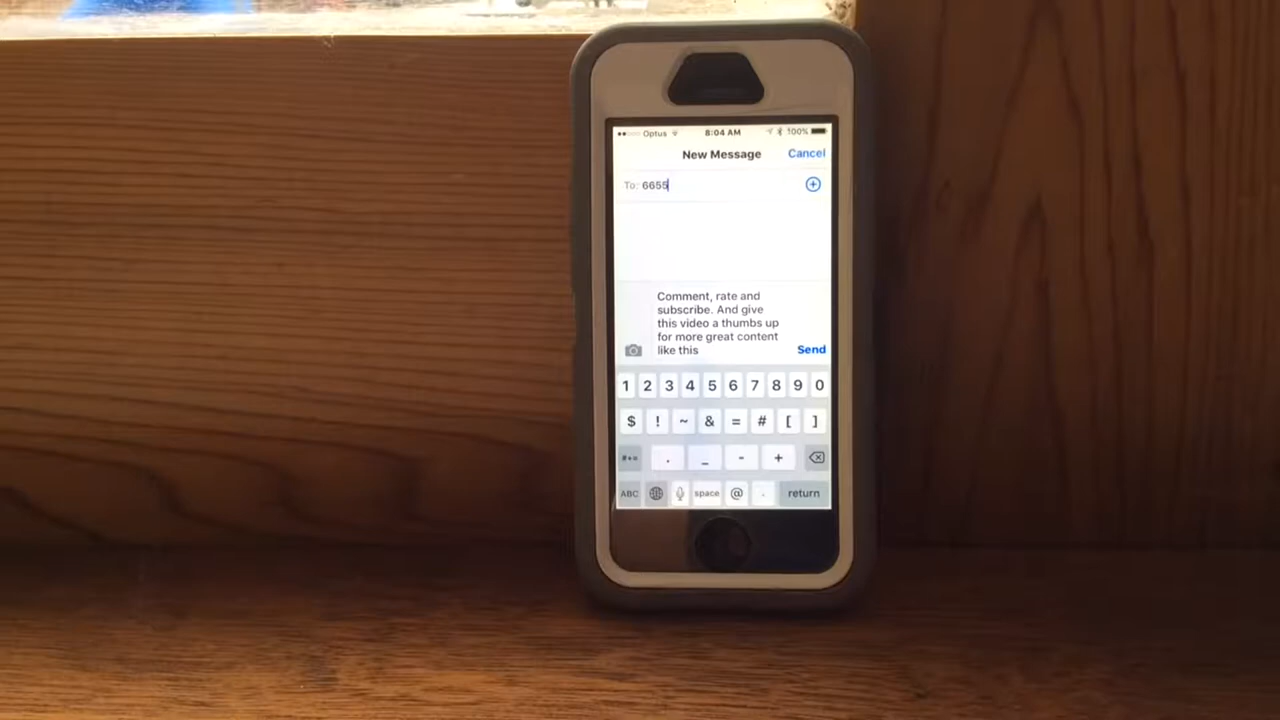 Optus 8:04 AM 100%
New Message Cancel
To: 6655
Comment, rate and
subscribe. And give
this video a thumbs up
for more great content
like this
Send
1 2 3 4 5 6 7 8 9 0
$ ! ~ & = # [ ]
#+= . _ - +
ABC space @ . return